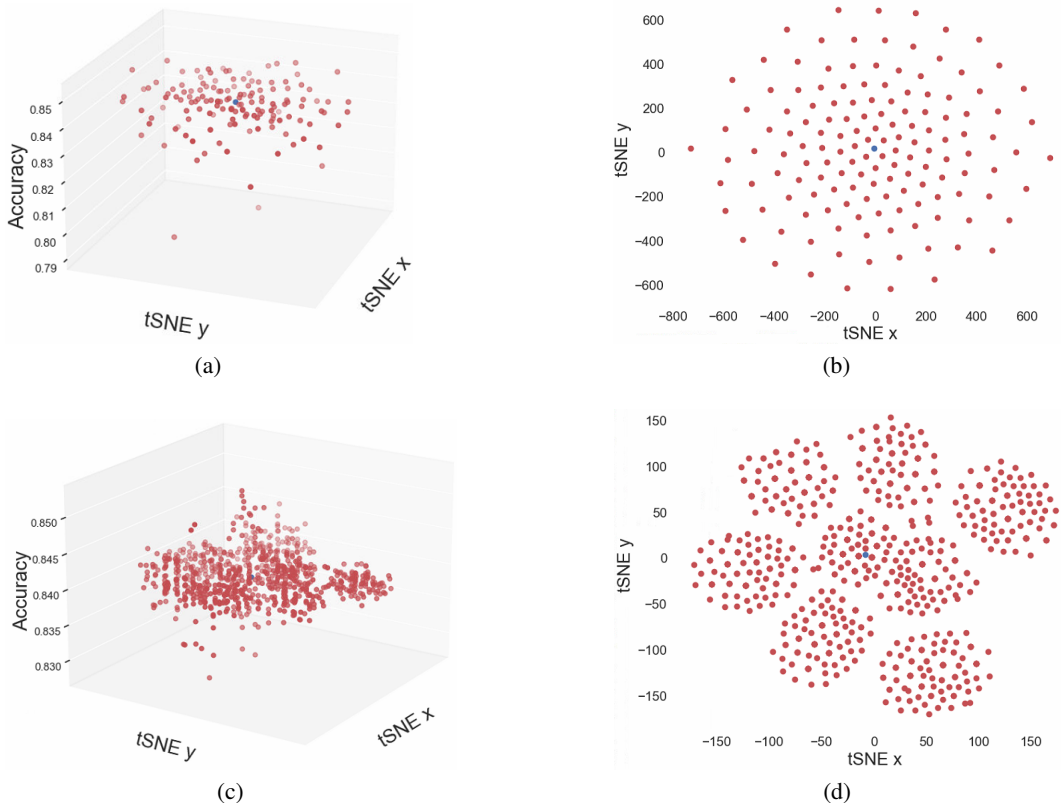 0.85
0.84
0.83
0.82
0.81
0.80
0.79
Accuracy
tSNE y
tSNE x
(a)
600
400
200
0
−200
−400
−600
tSNE y
−800 −600 −400 −200 0 200 400 600
tSNE x
(b)
0.850
0.845
0.840
0.835
0.830
Accuracy
tSNE y
tSNE x
(c)
150
100
50
0
−50
−100
−150
tSNE y
−150 −100 −50 0 50 100 150
tSNE x
(d)